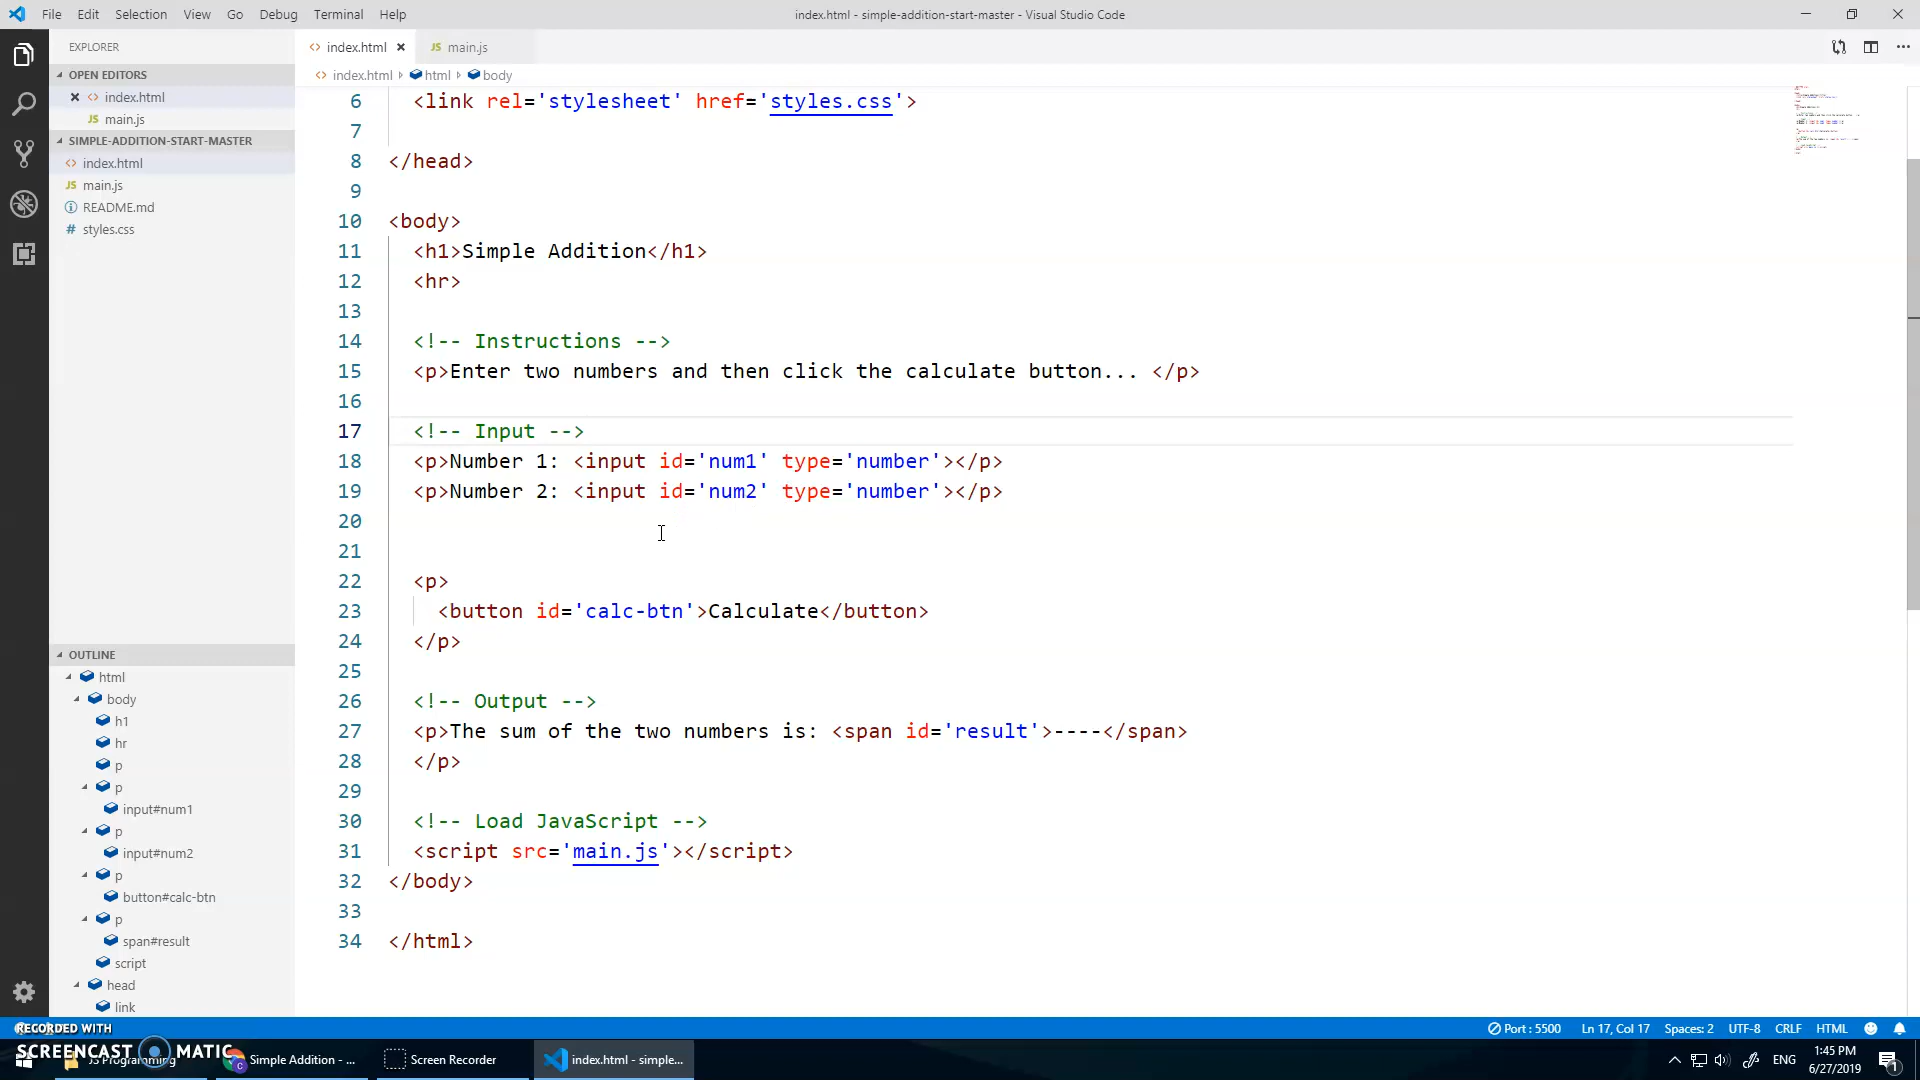 File Edit Selection View Go Debug Terminal Help
index.html - simple-addition-start-master - Visual Studio Code
EXPLORER
OPEN EDITORS
index.html
main.js
SIMPLE-ADDITION-START-MASTER
index.html
main.js
README.md
styles.css
OUTLINE
html
body
h1
hr
p
p
input#num1
p
input#num2
p
button#calc-btn
p
span#result
script
head
link
index.html main.js
index.html html body
6 <link rel='stylesheet' href='styles.css'>
7
8 </head>
9
10 <body>
11 <h1>Simple Addition</h1>
12 <hr>
13
14 <!-- Instructions -->
15 <p>Enter two numbers and then click the calculate button... </p>
16
17 <!-- Input -->
18 <p>Number 1: <input id='num1' type='number'></p>
19 <p>Number 2: <input id='num2' type='number'></p>
20
21
22 <p>
23 <button id='calc-btn'>Calculate</button>
24 </p>
25
26 <!-- Output -->
27 <p>The sum of the two numbers is: <span id='result'>----</span>
28 </p>
29
30 <!-- Load JavaScript -->
31 <script src='main.js'></script>
32 </body>
33
34 </html>
Port : 5500 Ln 17, Col 17 Spaces: 2 UTF-8 CRLF HTML
RECORDED WITH
SCREENCAST MATIC
JS Programming
Simple Addition - ...
Screen Recorder
index.html - simple...
ENG
1:45 PM
6/27/2019
1